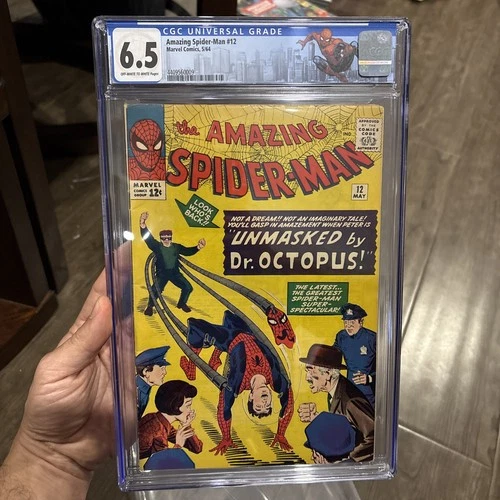 CGC UNIVERSAL GRADE
6.5
OFF-WHITE TO WHITE Pages
Amazing Spider-Man #12
Marvel Comics, 5/64
the AMAZING
SPIDER-MAN
APPROVED
BY THE
COMICS
CODE
AUTHORITY
MARVEL
COMICS
GROUP
12¢
IND.
12
MAY
LOOK
WHO'S
BACK!!
NOT A DREAM!! NOT AN IMAGINARY TALE!
YOU'LL GASP IN AMAZEMENT WHEN PETER IS
"UNMASKED by
Dr. OCTOPUS!"
THE LATEST...
THE GREATEST
SPIDER-MAN
SUPER-
SPECTACULAR!